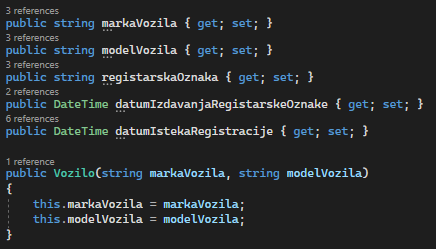 3 references
public string markaVozila { get; set; }
3 references
public string modelVozila { get; set; }
3 references
public string registarskaOznaka { get; set; }
2 references
public DateTime datumIzdavanjaRegistarskeOznake { get; set; }
6 references
public DateTime datumIstekaRegistracije { get; set; }
1 reference
public Vozilo(string markaVozila, string modelVozila)
{
this.markaVozila = markaVozila;
this.modelVozila = modelVozila;
}